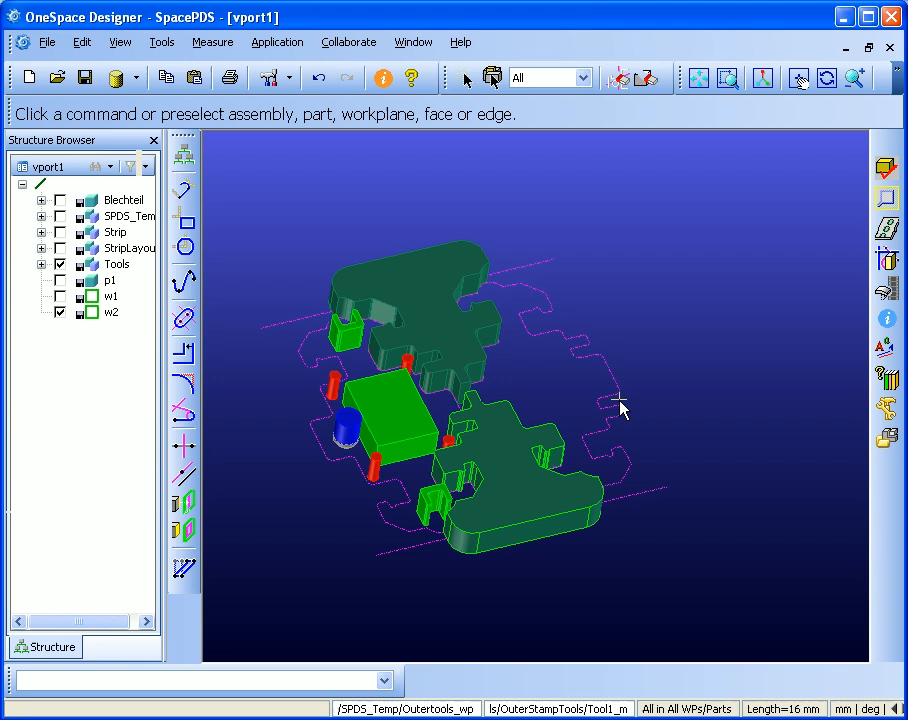 OneSpace Designer - SpacePDS - [vport1]
File Edit View Tools Measure Application Collaborate Window Help
All
Click a command or preselect assembly, part, workplane, face or edge.
Structure Browser
vport1
Blechteil
SPDS_Tem
Strip
StripLayou
Tools
p1
w1
w2
Structure
/SPDS_Temp/Outertools_wp ls/OuterStampTools/Tool1_m All in All WPs/Parts Length=16 mm mm | deg |